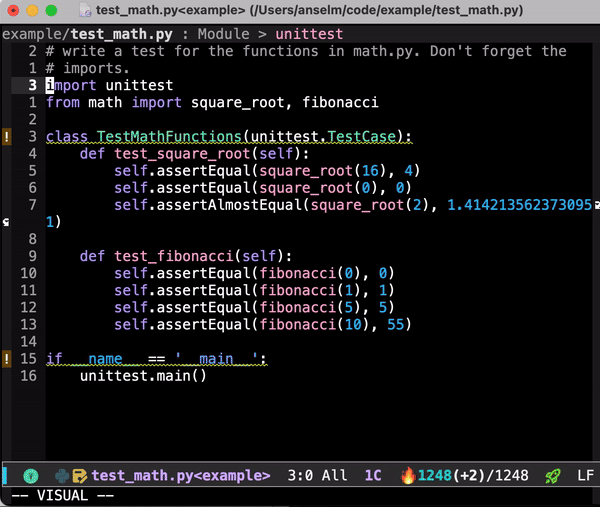 test_math.py<example> (/Users/anselm/code/example/test_math.py)
example/test_math.py : Module > unittest
2 # write a test for the functions in math.py. Don't forget the
1 # imports.
3 import unittest
1 from math import square_root, fibonacci
! 3 class TestMathFunctions(unittest.TestCase):
4     def test_square_root(self):
5         self.assertEqual(square_root(16), 4)
6         self.assertEqual(square_root(0), 0)
7         self.assertAlmostEqual(square_root(2), 1.414213562373095
1)
8
9     def test_fibonacci(self):
10         self.assertEqual(fibonacci(0), 0)
11         self.assertEqual(fibonacci(1), 1)
12         self.assertEqual(fibonacci(5), 5)
13         self.assertEqual(fibonacci(10), 55)
14
! 15 if __name__ == '__main__':
16     unittest.main()
test_math.py<example> 3:0 All 1C 🔥1248(+2)/1248 🚀 LF
-- VISUAL --